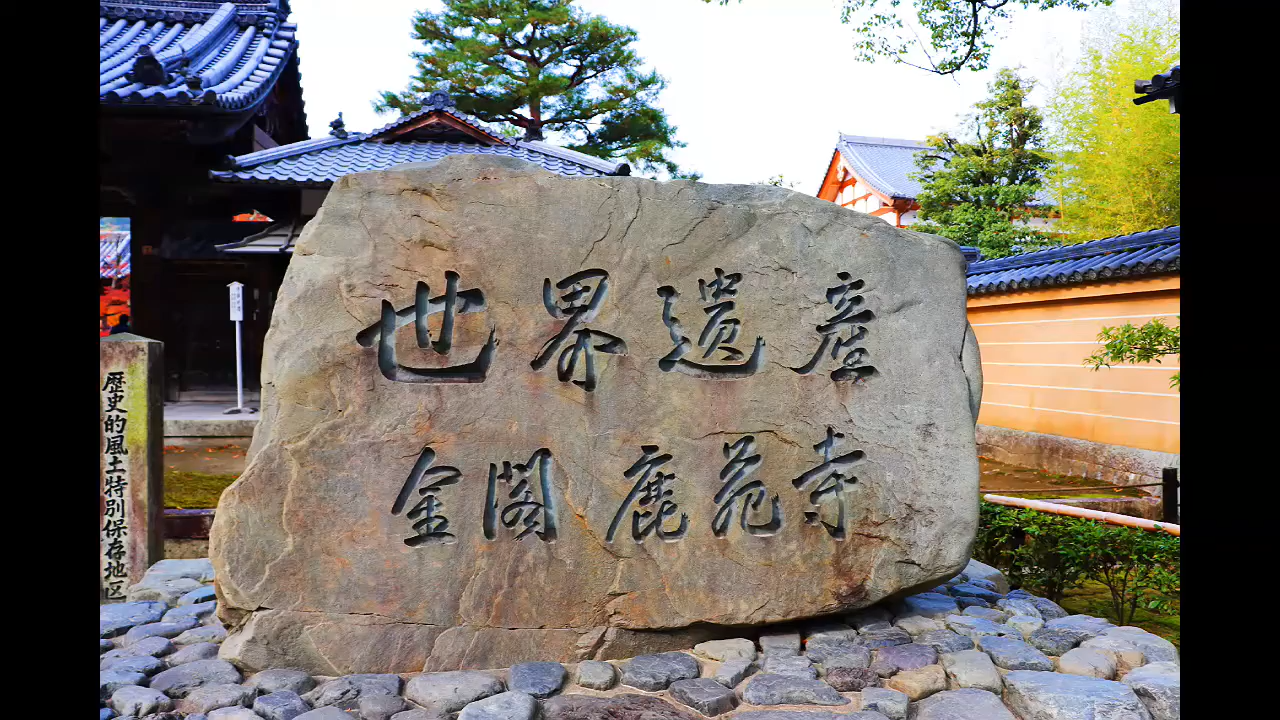 世界遺産
金閣鹿苑寺
歴史的風土特別保存地区